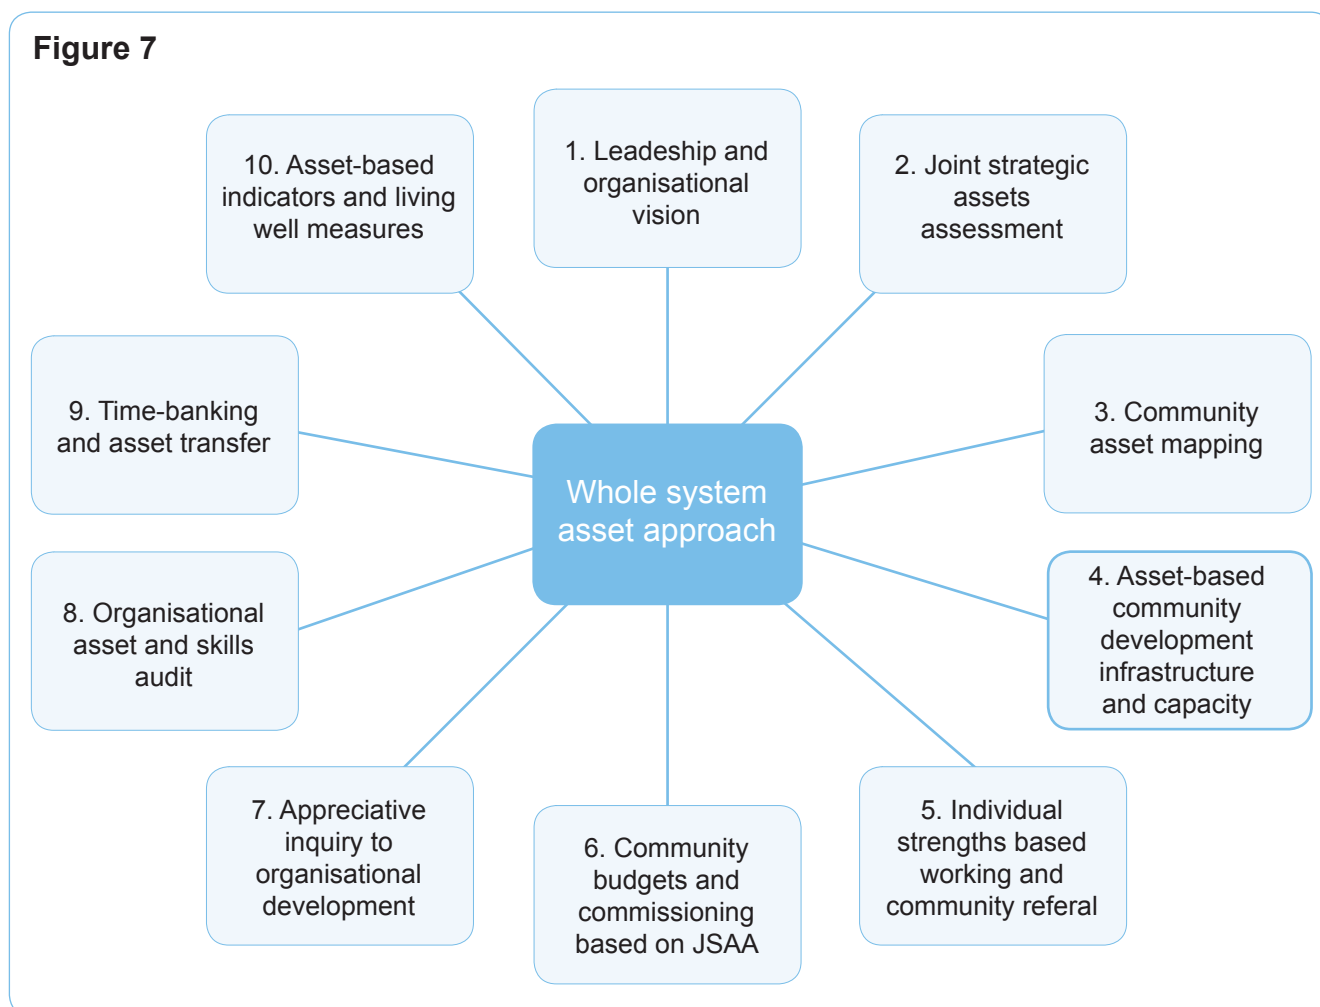 Figure 7
1. Leadeship and
organisational
vision
2. Joint strategic
assets
assessment
3. Community
asset mapping
4. Asset-based
community
development
infrastructure
and capacity
5. Individual
strengths based
working and
community referal
6. Community
budgets and
commissioning
based on JSAA
7. Appreciative
inquiry to
organisational
development
8. Organisational
asset and skills
audit
9. Time-banking
and asset transfer
10. Asset-based
indicators and living
well measures
Whole system
asset approach